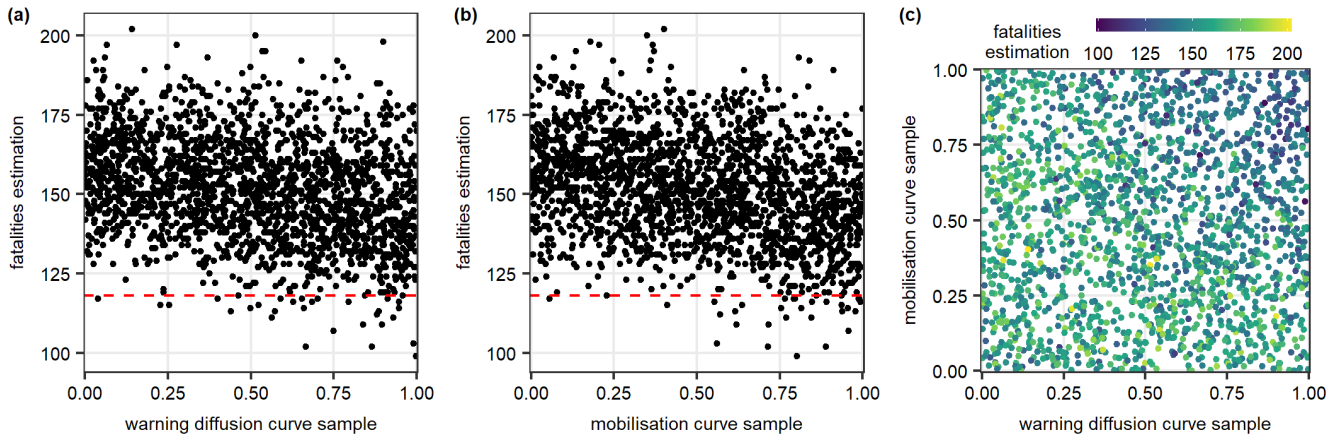 (a)
fatalities estimation
200
175
150
125
100
0.00 0.25 0.50 0.75 1.00
warning diffusion curve sample
(b)
fatalities estimation
200
175
150
125
100
0.00 0.25 0.50 0.75 1.00
mobilisation curve sample
(c)
fatalities
estimation
100 125 150 175 200
mobilisation curve sample
1.00
0.75
0.50
0.25
0.00
0.00 0.25 0.50 0.75 1.00
warning diffusion curve sample